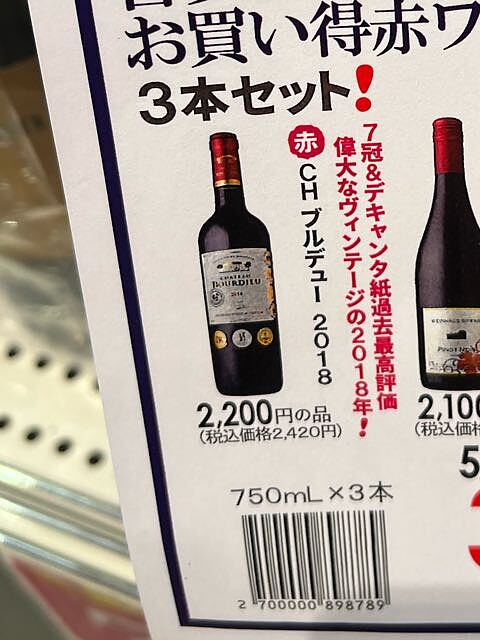 お買い得赤ワ
3本セット!
赤
CH ブルデュー 2018
7冠&デキャンタ紙過去最高評価
偉大なヴィンテージの2018年!
CHATEAU
BOURDIEU
2,200円の品
(税込価格2,420円)
PINOT NOIR
2,100
(税込価格
5
750mL×3本
2 700000 898789